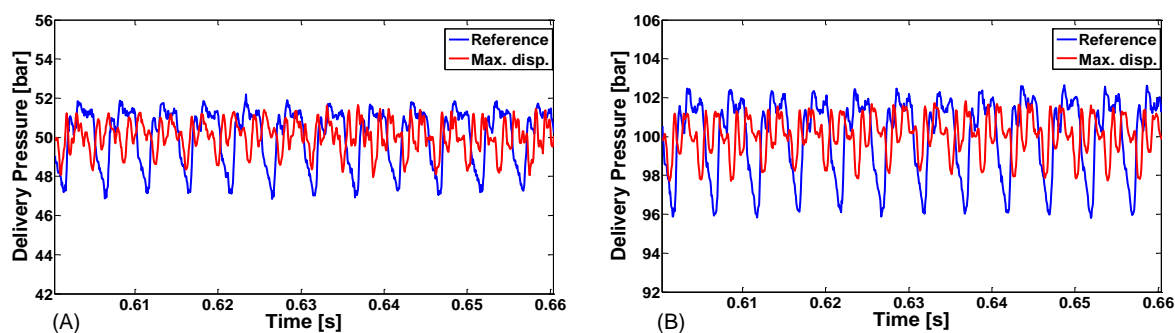 56
54
52
50
48
46
44
42
Delivery Pressure [bar]
Reference
Max. disp.
0.61 0.62 0.63 0.64 0.65 0.66
Time [s]
(A)
106
104
102
100
98
96
94
92
Delivery Pressure [bar]
Reference
Max. disp.
0.61 0.62 0.63 0.64 0.65 0.66
Time [s]
(B)